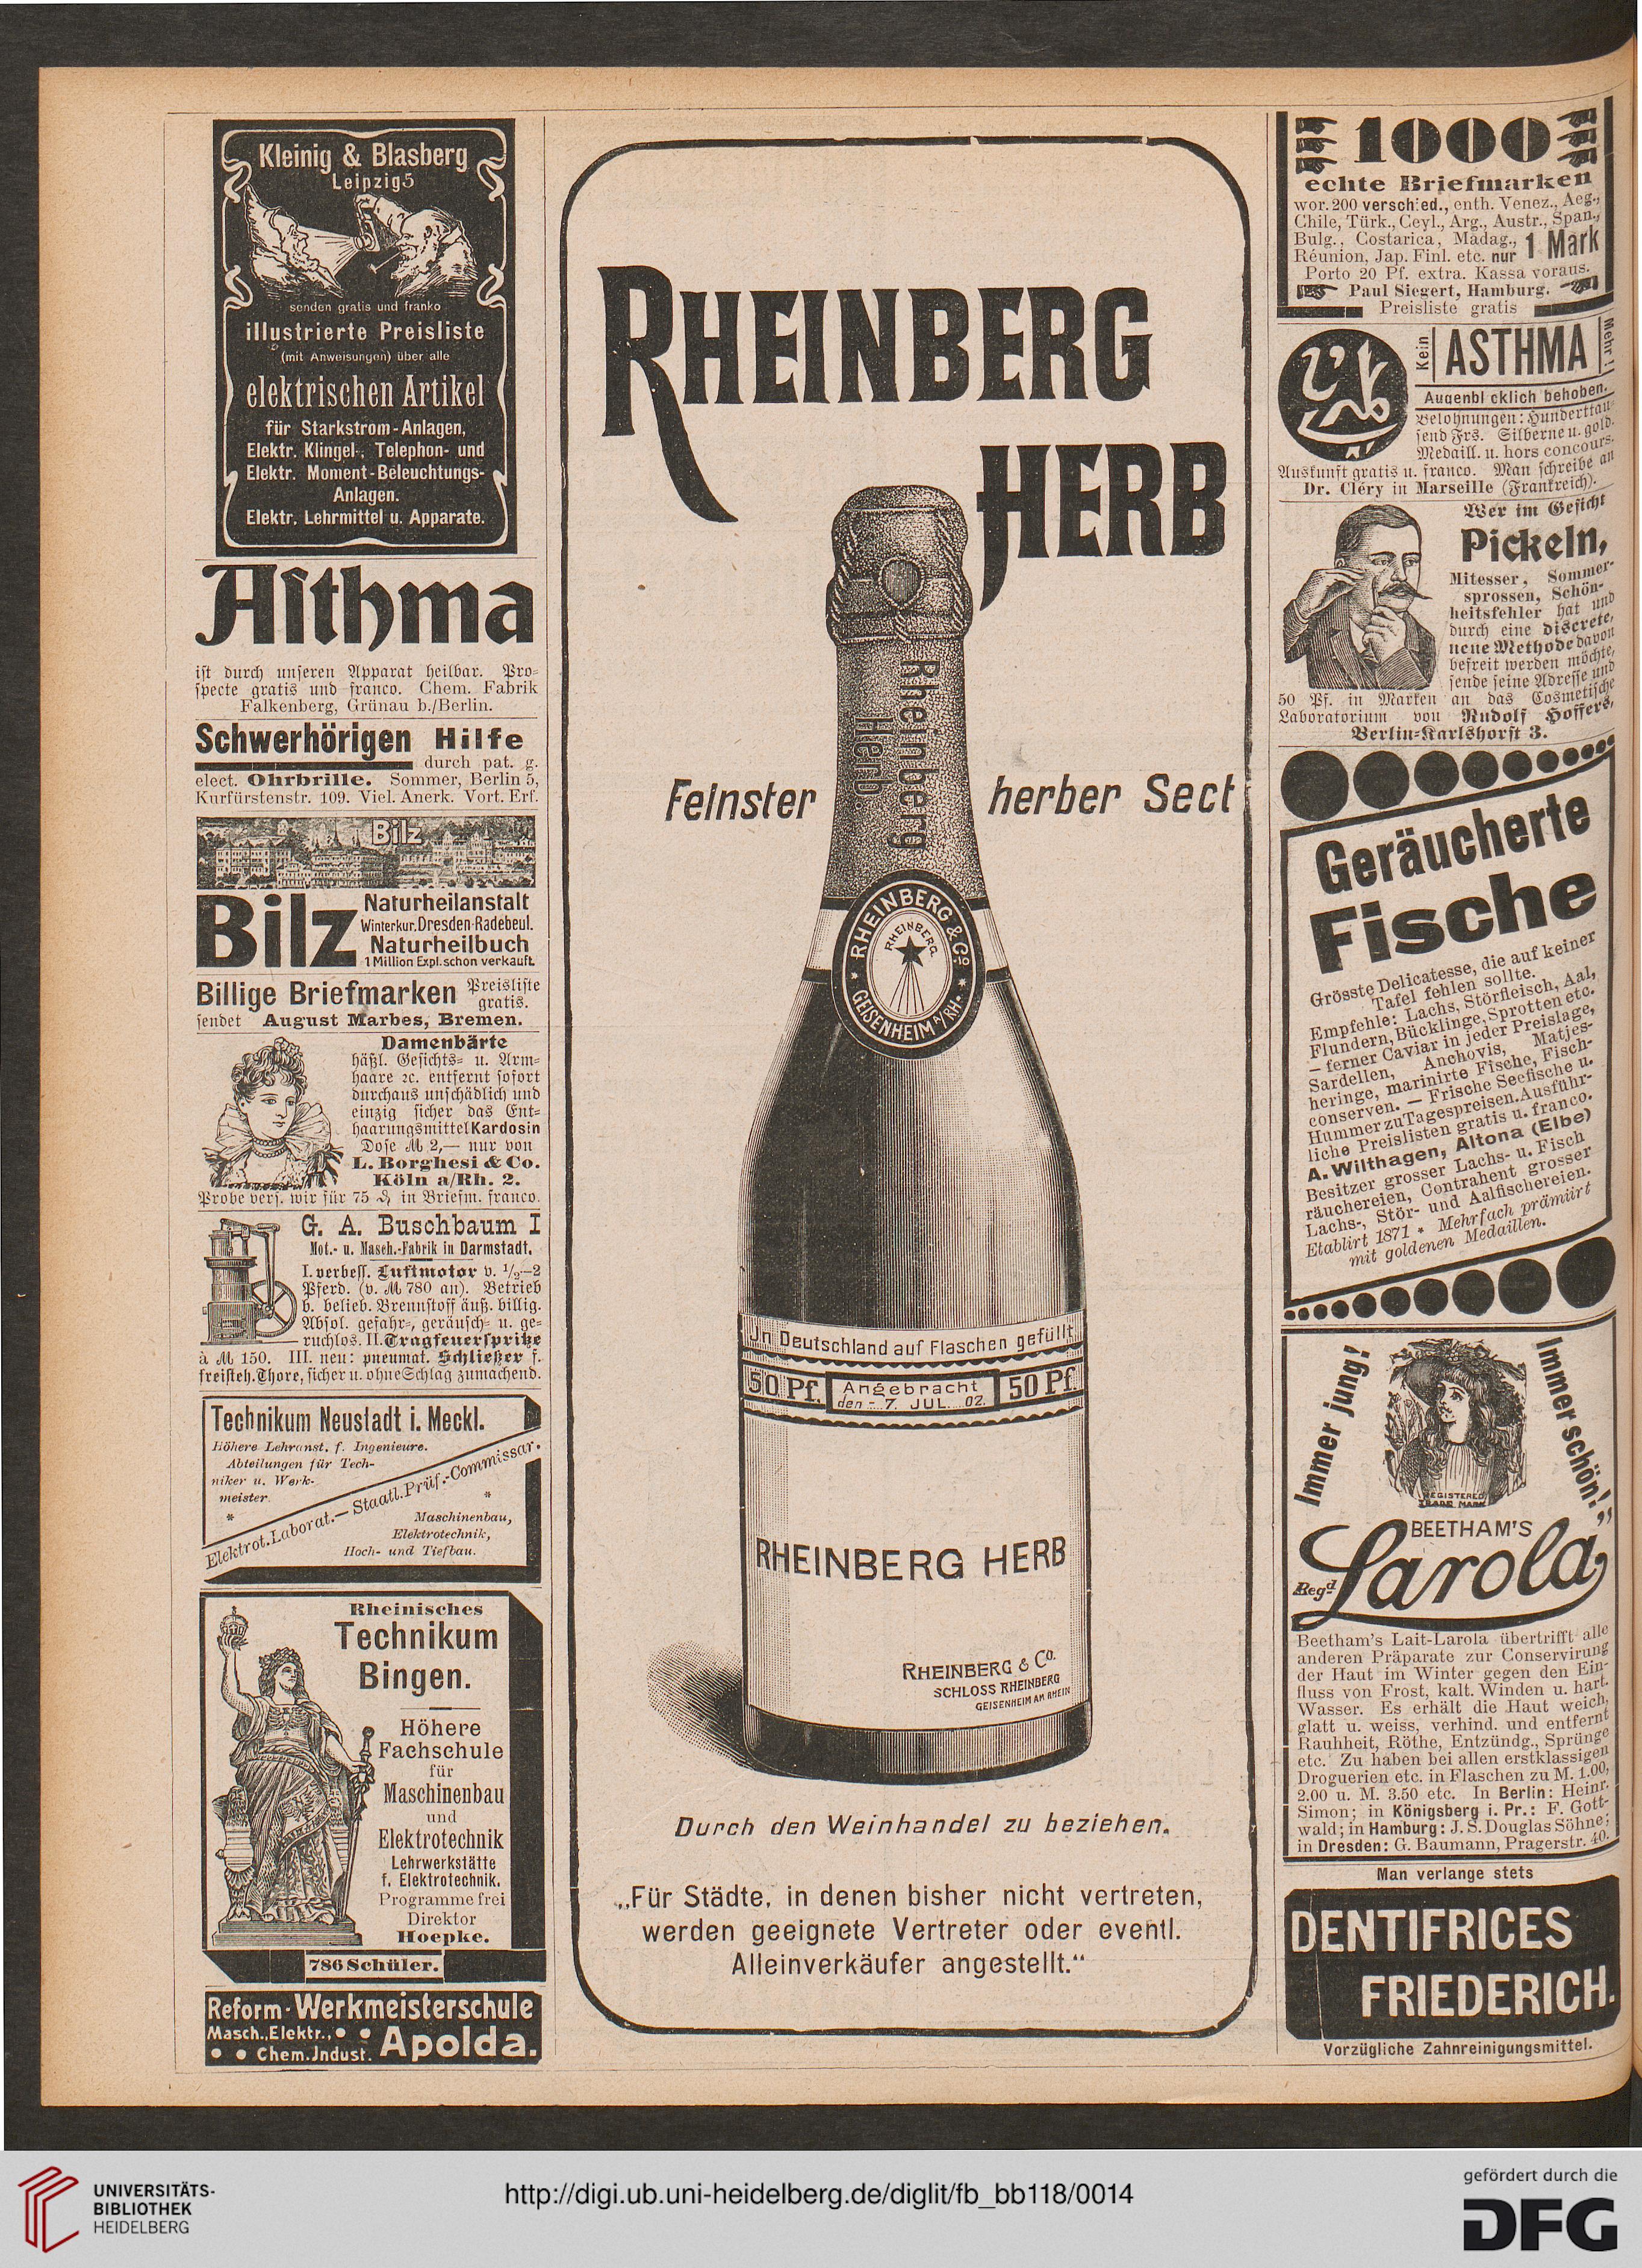 Kleinig & Blasberg
Leipzig 5
senden gratis und franko
illustrierte Preisliste
(mit Anweisungen) über alle
elektrischen Artikel
für Starkstrom-Anlagen,
Elektr. Klingel-, Telephon- und
Elektr. Moment-Beleuchtungs-
Anlagen.
Elektr. Lehrmittel u. Apparate.
Aſthma
iſt durch unſeren Apparat heilbar. Pro-
ſpecte gratis und franco. Chem. Fabrik
Falkenberg, Grünau b./Berlin.
Schwerhörigen Hilfe
durch pat. g.
elect. Ohrbrille. Sommer, Berlin 5,
Kurfürstenstr. 109. Viel. Anerk. Vort. Erf.
Bilz
Bilz Naturheilanstalt
Winterkur. Dresden-Radebeul.
Naturheilbuch
1 Million Expl. schon verkauft.
Billige Briefmarken Preisliſte
gratis.
ſendet August Marbes, Bremen.
Damenbärte
häßl. Geſichts- u. Arm-
haare ꝛc. entfernt ſofort
durchaus unſchädlich und
einzig ſicher das Ent-
haarungsmittel Kardosin
Doſe M 2,— nur von
L. Borghesi & Co.
Köln a/Rh. 2.
Probe verſ. wir für 75 ₰ in Briefm. franco.
G. A. Buschbaum I
Mot.- u. Masch.-Fabrik in Darmstadt.
I. verbeſſ. Luftmotor v. ½—2
Pferd. (v. M 780 an). Betrieb
b. belieb. Brennſtoff äuß. billig.
Abſol. gefahr-, geräuſch- u. ge-
ruchlos. II. Tragfeuerſpritze
à M 150. III. neu: pneumat. Schließer f.
freiſteh. Thore, ſicher u. ohne Schlag zumachend.
Technikum Neustadt i. Meckl.
Höhere Lehranst. f. Ingenieure.
Abteilungen für Tech-
niker u. Werk-
meister
*
Elektrot. Laborat.— Staatl. Prüf.-Commissar.
*
Maschinenbau,
Elektrotechnik,
Hoch- und Tiefbau.
Rheinisches
Technikum
Bingen.
Höhere
Fachschule
für
Maschinenbau
und
Elektrotechnik
Lehrwerkstätte
f. Elektrotechnik.
Programme frei
Direktor
Hoepke.
786 Schüler.
Reform-Werkmeisterschule
Masch., Elektr.,
Chem. Jndust. Apolda.
RHEINBERG
HERB
Rheinberg
Herb.
Feinster herber Sect
RHEINBERG & Co
RHEINBERG
GEISENHEIM a/RH.
Jn Deutschland auf Flaschen gefüllt
50 Pf. Angebracht 50 Pf.
den - 7. JUL. 02.
RHEINBERG HERB
RHEINBERG & Co.
SCHLOSS RHEINBERG
GEISENHEIM AM RHEIN
Durch den Weinhandel zu beziehen.
„Für Städte, in denen bisher nicht vertreten,
werden geeignete Vertreter oder eventl.
Alleinverkäufer angestellt.“
1000
echte Briefmarken
wor. 200 verschied., enth. Venez., Aeg.,
Chile, Türk., Ceyl., Arg., Austr., Span.,
Bulg., Costarica, Madag.,
Réunion, Jap. Finl. etc. nur 1 Mark
Porto 20 Pf. extra. Kassa voraus.
Paul Siegert, Hamburg.
Preisliste gratis
Kein ASTHMA Mehr!
Augenblicklich behoben.
Belohnungen: Hunderttau-
ſend Frs. Silberne u. gold.
Medaill. u. hors concours.
Auskunft gratis u. franco. Man ſchreibe an
Dr. Cléry in Marseille (Frankreich).
Wer im Geſicht
Pickeln,
Mitesser, Sommer-
sprossen, Schön-
heitsfehler hat und
durch eine discrete,
neue Methode davon
befreit werden möchte,
ſende ſeine Adreſſe und
50 Pf. in Marken an das Cosmetiſche
Laboratorium von Rudolf Hoffers,
Berlin-Karlshorſt 3.
Geräucherte
Fische
Grösste Delicatesse, die auf keiner
Tafel fehlen sollte.
Empfehle: Lachs, Störfleisch, Aal,
Flundern, Bücklinge, Sprotten etc.
— ferner Caviar in jeder Preislage,
Sardellen, Anchovis, Matjes-
heringe, marinirte Fische, Fisch-
conserven. — Frische Seefische u.
Hummer zu Tagespreisen. Ausführ-
liche Preislisten gratis u. franco.
A. Wilthagen, Altona (Elbe)
Besitzer grosser Lachs- u. Fisch
räuchereien, Contrahent grosser
Lachs-, Stör- und Aalfischereien.
Etablirt 1871 * Mehrfach prämiirt
mit goldenen Medaillen.
Immer jung!
Immer schön!
REGISTERED
TRADE MARK
BEETHAM'S
Regd. Larola
Beetham's Lait-Larola übertrifft alle
anderen Präparate zur Conservirung
der Haut im Winter gegen den Ein-
fluss von Frost, kalt. Winden u. hart.
Wasser. Es erhält die Haut weich,
glatt u. weiss, verhind. und entfernt
Rauhheit, Röthe, Entzündg., Sprünge
etc. Zu haben bei allen erstklassigen
Droguerien etc. in Flaschen zu M. 1.00,
2.00 u. M. 3.50 etc. In Berlin: Heinr.
Simon; in Königsberg i. Pr.: F. Gott-
wald; in Hamburg: J. S. Douglas Söhne;
in Dresden: G. Baumann, Pragerstr. 40.
Man verlange stets
DENTIFRICES
FRIEDERICH.
Vorzügliche Zahnreinigungsmittel.
UNIVERSITÄTS-
BIBLIOTHEK
HEIDELBERG
http://digi.ub.uni-heidelberg.de/diglit/fb_bb118/0014
gefördert durch die
DFG